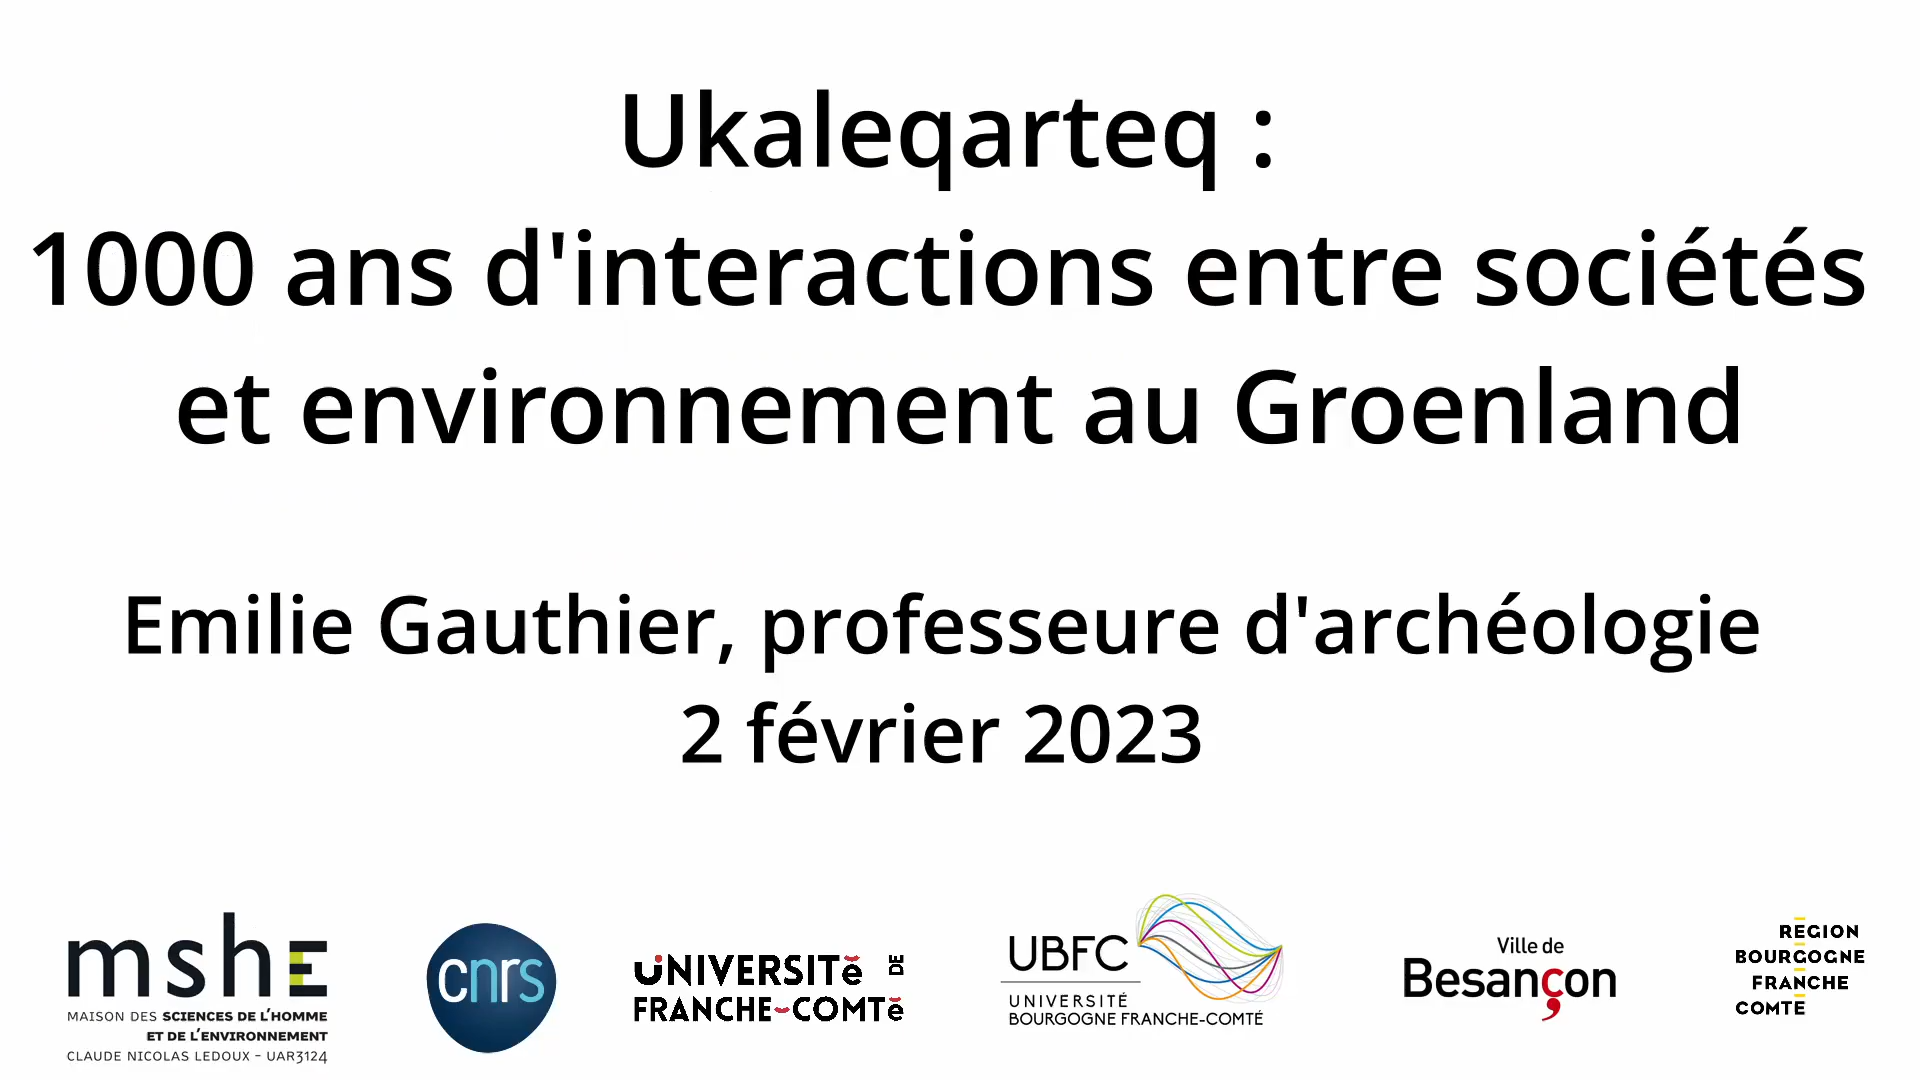 Ukaleqarteq :
1000 ans d'interactions entre sociétés
et environnement au Groenland
Emilie Gauthier, professeure d'archéologie
2 février 2023
mshE
MAISON DES SCIENCES DE L'HOMME
ET DE L'ENVIRONNEMENT
CLAUDE NICOLAS LEDOUX – UAR3124
cnrs
UNIVERSITé DE
FRANCHE-COMTé
UBFC
UNIVERSITÉ
BOURGOGNE FRANCHE-COMTÉ
Ville de
Besançon
REGION
BOURGOGNE
FRANCHE
COMTE